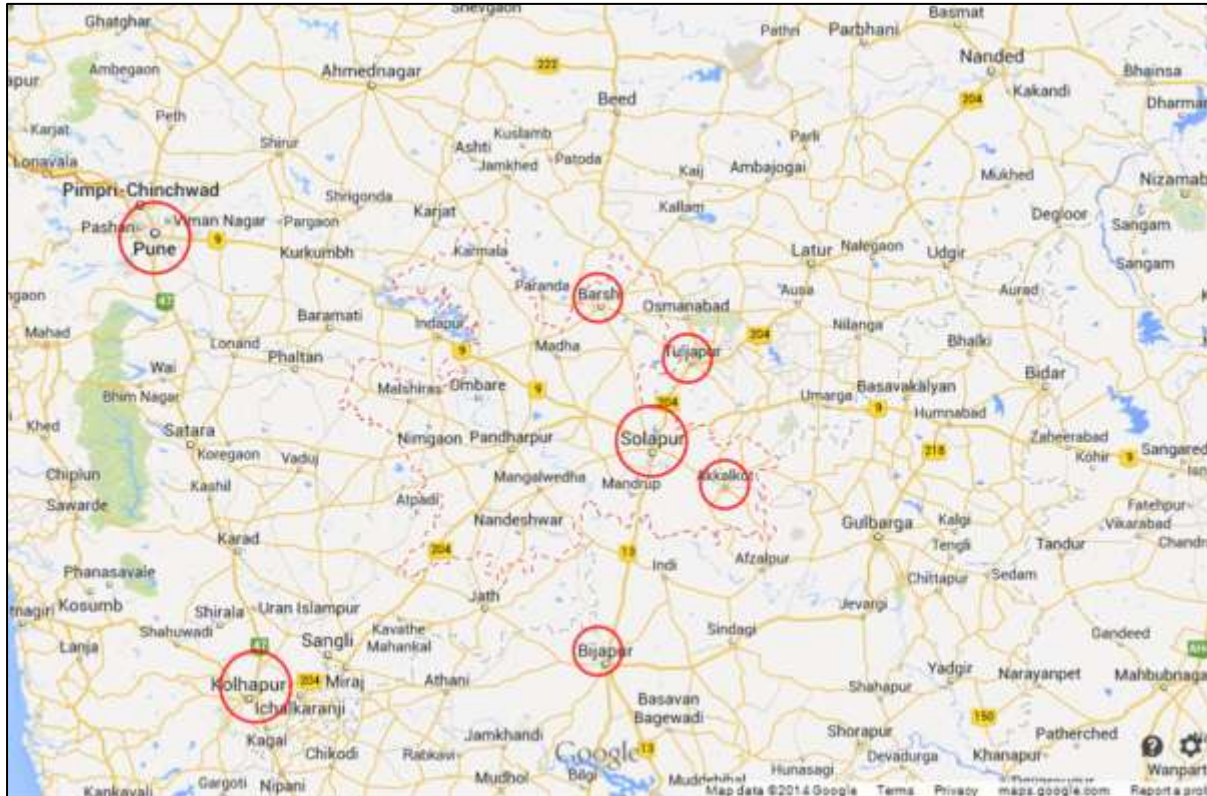 Shevgaon
Basmat
Ghatghar
Pathri
Parbhani
Nanded
Ambegaon
Ahmednagar
222
Bhainsa
Beed
204
Kakandi
Peth
Dharma
Karjat
Kuslamb
Parli
Shirur
Ashti
Patoda
Lonavala
Jamkhed
Kaij
Ambajogai
Mukhed
Pimpri-Chinchwad
Shrigonda
Nizamab
Kallam
Viman Nagar
Pargaon
Karjat
Degloor
Pashan
Sangam
Pune
9
Kurkumbh
Karmala
Latur
Nalegaon
Udgir
Sangam
Paranda
Barshi
Ausa
Aurad
47
Osmanabad
Baramati
Indapur
Nilanga
Mahad
Lonand
Madha
204
Phaltan
9
Tuljapur
Bhalki
Wai
Malshiras
Ombare
9
Bidar
Bhim Nagar
Umarga
Basavakalyan
204
9
Humnabad
Khed
Satara
Nimgaon
Pandharpur
Solapur
Zaheerabad
Koregaon
Vaduj
218
9
Sangared
Chiplun
Kohir
Mangalwedha
Mandrup
Akkalkot
Kashil
Atpadi
Sawarde
Fatehpur
Nandeshwar
Gulbarga
Kalgi
Vikarabad
Karad
204
13
Tengli
Tandur
Chandr
Afzalpur
Phanasavale
Indi
Chittapur
Sedam
Kosumb
Jath
Shirala
Uran Islampur
Jevargi
Shahuwadi
Kavathe
Mahankal
Sindagi
Gandeed
Lanja
Sangli
47
Bijapur
Kolhapur
204
Miraj
Athani
Yadgir
Narayanpet
Mahbubnaga
Shahapur
Ichalkaranji
Basavan
Bagewadi
150
Kagal
Chikodi
Rabkavi
Jamkhandi
Shorapur
Patherched
Google
13
Gargoti
Nipani
Mudhol
Bilgi
Hunasagi
Devadurga
Khanapur
Wanpart
Kankavali
Muddebihal
Map data ©2014 Google Terms Privacy maps.google.com Report a prob